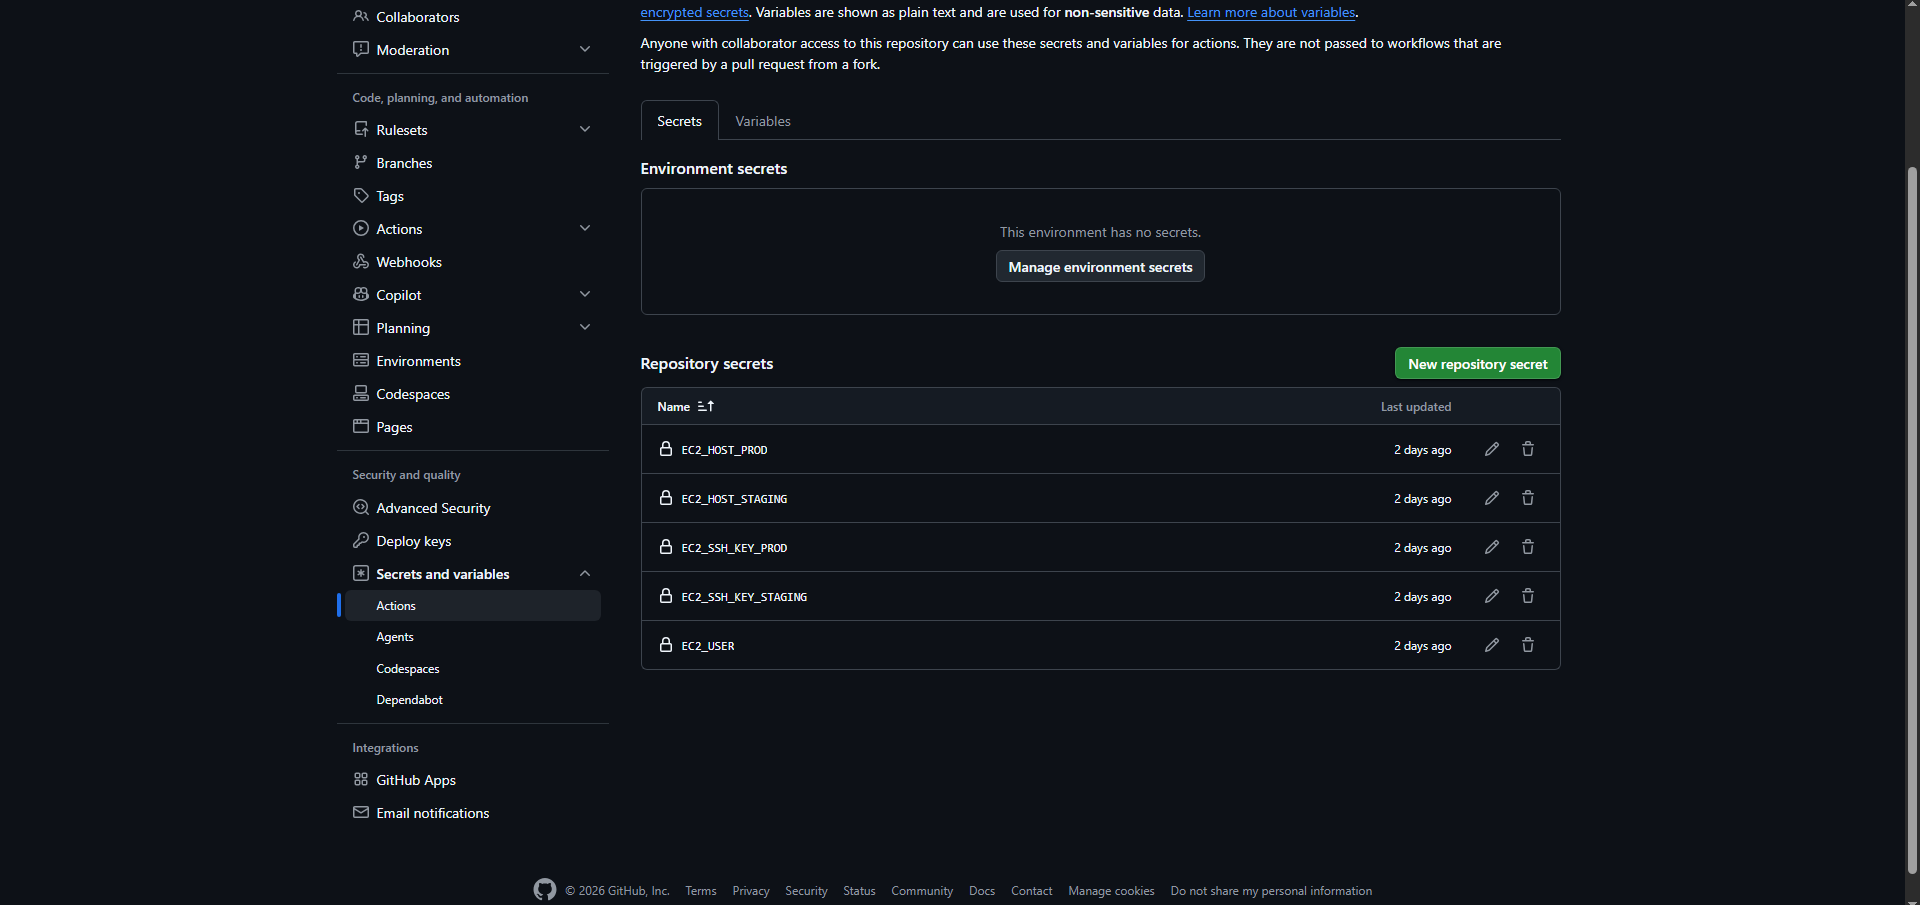 Collaborators
Moderation
Code, planning, and automation
Rulesets
Branches
Tags
Actions
Webhooks
Copilot
Planning
Environments
Codespaces
Pages
Security and quality
Advanced Security
Deploy keys
Secrets and variables
Actions
Agents
Codespaces
Dependabot
Integrations
GitHub Apps
Email notifications
encrypted secrets. Variables are shown as plain text and are used for non-sensitive data. Learn more about variables.
Anyone with collaborator access to this repository can use these secrets and variables for actions. They are not passed to workflows that are
triggered by a pull request from a fork.
Secrets Variables
Environment secrets
This environment has no secrets.
Manage environment secrets
Repository secrets New repository secret
Name Last updated
EC2_HOST_PROD 2 days ago
EC2_HOST_STAGING 2 days ago
EC2_SSH_KEY_PROD 2 days ago
EC2_SSH_KEY_STAGING 2 days ago
EC2_USER 2 days ago
© 2026 GitHub, Inc. Terms Privacy Security Status Community Docs Contact Manage cookies Do not share my personal information